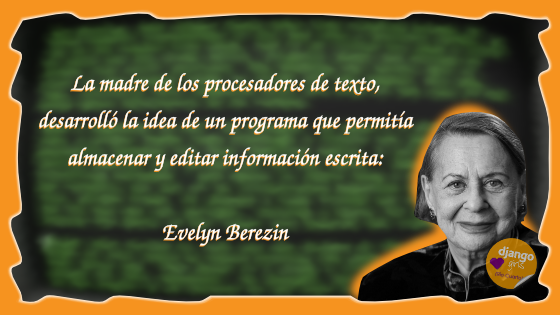 La madre de los procesadores de texto,
desarrolló la idea de un programa que permitía
almacenar y editar información escrita:
Evelyn Berezin
django
girls